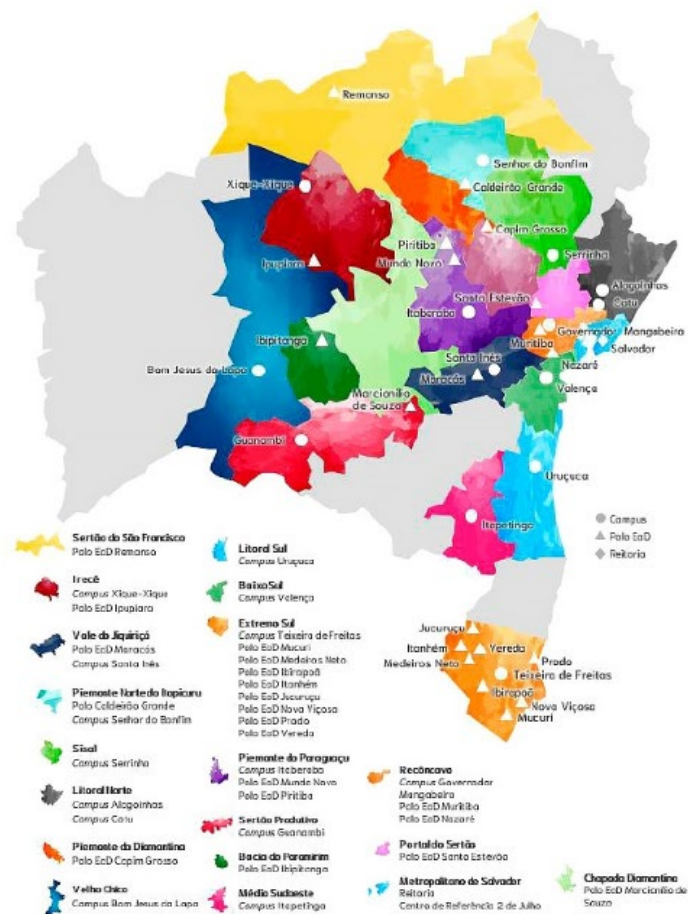 Remanso
Senhor do Bonfim
Xique-Xique
Caldeirão Grande
Capim Grosso
Piritiba
Mundo Novo
Serrinha
Ipupiara
Alagoinhas
Santo Estevão
Catu
Itaberaba
Governador Mangabeira
Muritiba
Salvador
Ibipitanga
Santa Inês
Nazaré
Bom Jesus da Lapa
Maracás
Valença
Marcionílio
de Souza
Guanambi
Uruçuca
Itapetinga
Campus
Polo EaD
Reitoria
Jucuruçu
Itanhém
Vereda
Medeiros Neto
Prado
Teixeira de Freitas
Ibirapoã
Nova Viçosa
Mucuri
Sertão do São Francisco
Polo EaD Remanso
Irecê
Campus Xique-Xique
Polo EaD Ipupiara
Vale do Jiquiriçá
Polo EaD Maracás
Campus Santa Inês
Piemonte Norte do Itapicuru
Polo Caldeirão Grande
Campus Senhor do Bonfim
Sisal
Campus Serrinha
Litoral Norte
Campus Alagoinhas
Campus Catu
Piemonte da Diamantina
Polo EaD Capim Grosso
Velho Chico
Campus Bom Jesus da Lapa
Litoral Sul
Campus Uruçuca
Baixo Sul
Campus Valença
Extremo Sul
Campus Teixeira de Freitas
Polo EaD Mucuri
Polo EaD Medeiros Neto
Polo EaD Ibirapoã
Polo EaD Itanhém
Polo EaD Jucuruçu
Polo EaD Nova Viçosa
Polo EaD Prado
Polo EaD Vereda
Piemonte do Paraguaçu
Campus Itaberaba
Polo EaD Mundo Novo
Polo EaD Piritiba
Sertão Produtivo
Campus Guanambi
Bacia do Paramirim
Polo EaD Ibipitanga
Médio Sudoeste
Campus Itapetinga
Recôncavo
Campus Governador
Mangabeira
Polo EaD Muritiba
Polo EaD Nazaré
Portal do Sertão
Polo EaD Santo Estevão
Metropolitano de Salvador
Reitoria
Centro de Referência 2 de Julho
Chapada Diamantina
Polo EaD Marcionílio de
Souza